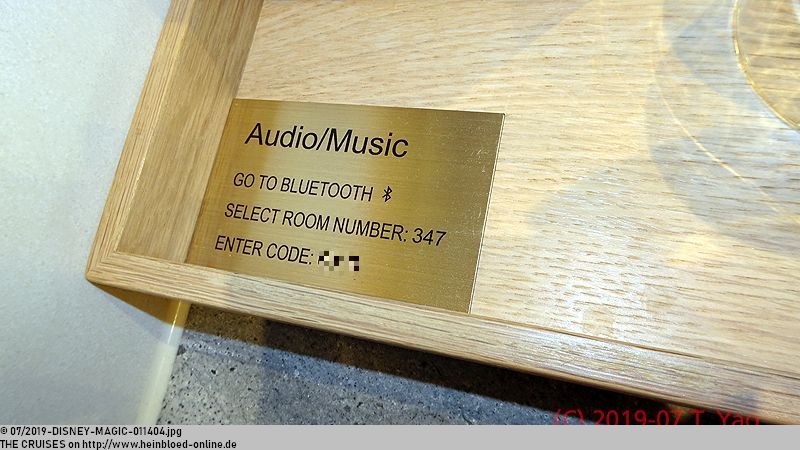 Audio/Music
GO TO BLUETOOTH
SELECT ROOM NUMBER: 347
ENTER CODE:
(C) 2019-07 T. Yag
© 07/2019-DISNEY-MAGIC-011404.jpg
THE CRUISES on http://www.heinbloed-online.de